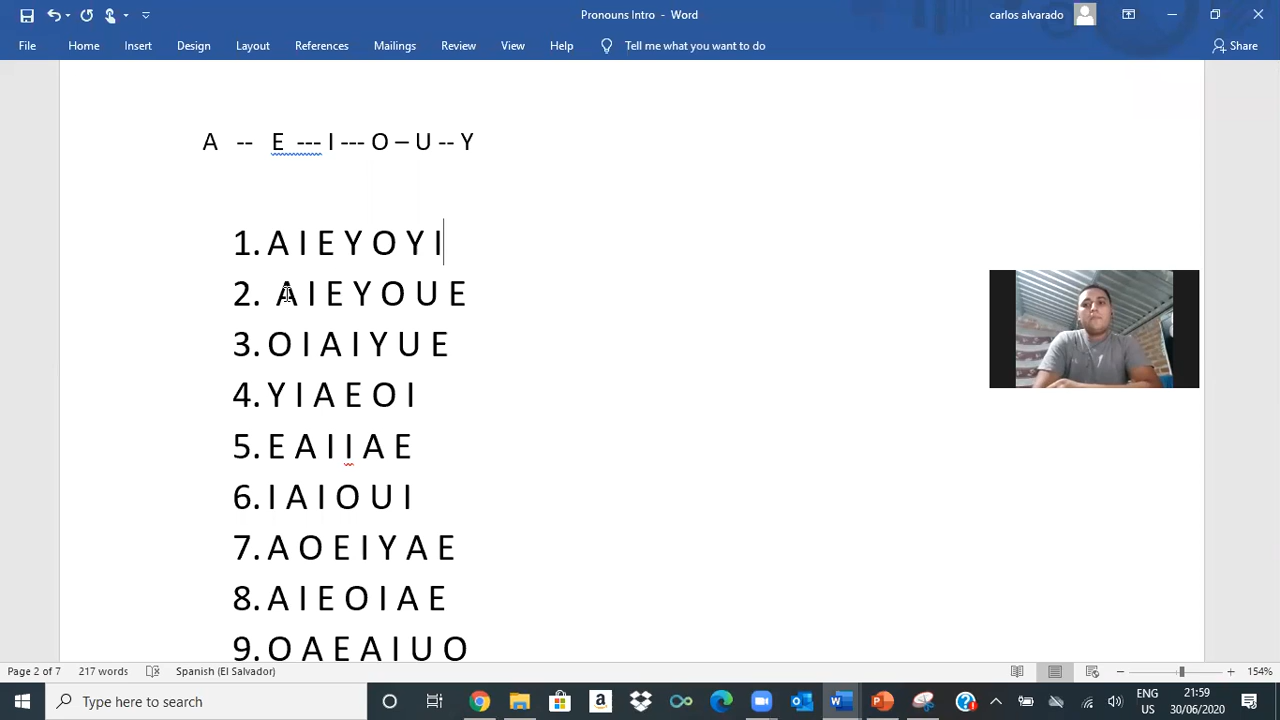 Pronouns Intro - Word
carlos alvarado
File Home Insert Design Layout References Mailings Review View Help Tell me what you want to do Share
A -- E --- I --- O – U -- Y
1. A I E Y O Y I
2. A I E Y O U E
3. O I A I Y U E
4. Y I A E O I
5. E A I I A E
6. I A I O U I
7. A O E I Y A E
8. A I E O I A E
9. O A E A I U O
Page 2 of 7 217 words Spanish (El Salvador) 154%
Type here to search
ENG 21:59
US 30/06/2020